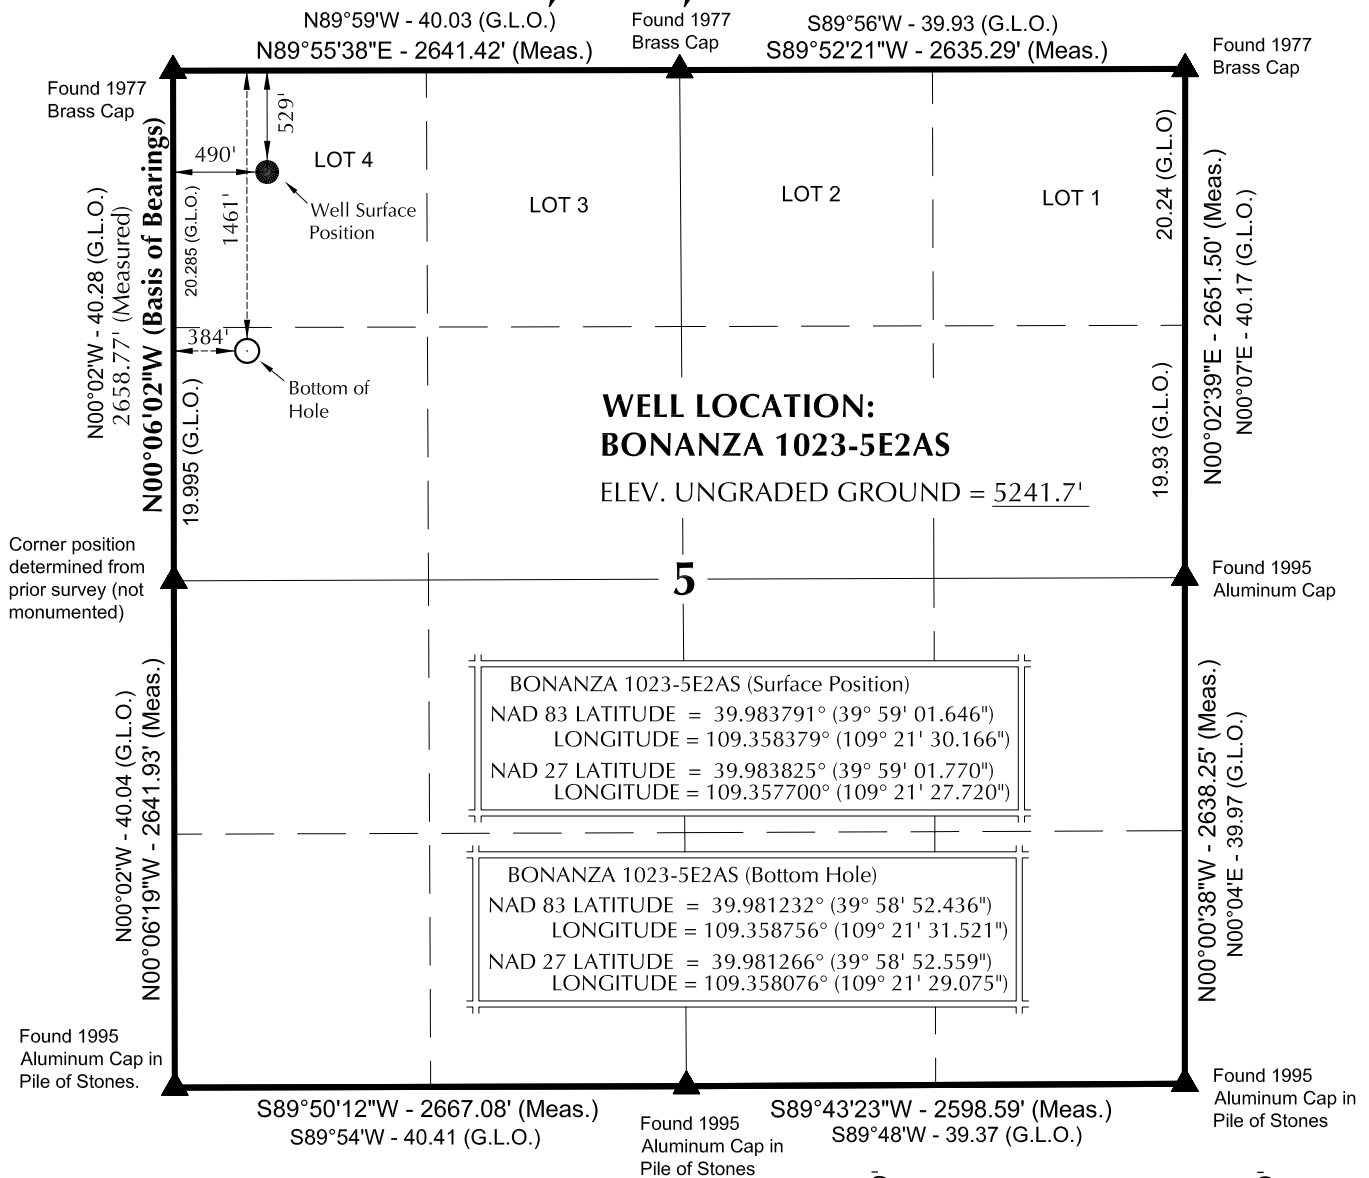 N89°59'W - 40.03 (G.L.O.)
N89°55'38"E - 2641.42' (Meas.)
Found 1977
Brass Cap
S89°56'W - 39.93 (G.L.O.)
S89°52'21"W - 2635.29' (Meas.)
Found 1977
Brass Cap
Found 1977
Brass Cap
529'
490'
LOT 4
Well Surface
Position
1461'
20.285 (G.L.O.)
LOT 3
LOT 2
LOT 1
20.24 (G.L.O)
N00°02'W - 40.28 (G.L.O.)
2658.77' (Measured)
N00°06'02"W (Basis of Bearings)
N00°02'39"E - 2651.50' (Meas.)
N00°07'E - 40.17 (G.L.O.)
384'
Bottom of
Hole
19.995 (G.L.O.)
WELL LOCATION:
BONANZA 1023-5E2AS
ELEV. UNGRADED GROUND = 5241.7'
19.93 (G.L.O.)
Corner position
determined from
prior survey (not
monumented)
5
Found 1995
Aluminum Cap
BONANZA 1023-5E2AS (Surface Position)
NAD 83 LATITUDE = 39.983791° (39° 59' 01.646")
LONGITUDE = 109.358379° (109° 21' 30.166")
NAD 27 LATITUDE = 39.983825° (39° 59' 01.770")
LONGITUDE = 109.357700° (109° 21' 27.720")
BONANZA 1023-5E2AS (Bottom Hole)
NAD 83 LATITUDE = 39.981232° (39° 58' 52.436")
LONGITUDE = 109.358756° (109° 21' 31.521")
NAD 27 LATITUDE = 39.981266° (39° 58' 52.559")
LONGITUDE = 109.358076° (109° 21' 29.075")
N00°02'W - 40.04 (G.L.O.)
N00°06'19"W - 2641.93' (Meas.)
N00°00'38"W - 2638.25' (Meas.)
N00°04'E - 39.97 (G.L.O.)
Found 1995
Aluminum Cap in
Pile of Stones.
S89°50'12"W - 2667.08' (Meas.)
S89°54'W - 40.41 (G.L.O.)
Found 1995
Aluminum Cap in
Pile of Stones
S89°43'23"W - 2598.59' (Meas.)
S89°48'W - 39.37 (G.L.O.)
Found 1995
Aluminum Cap in
Pile of Stones